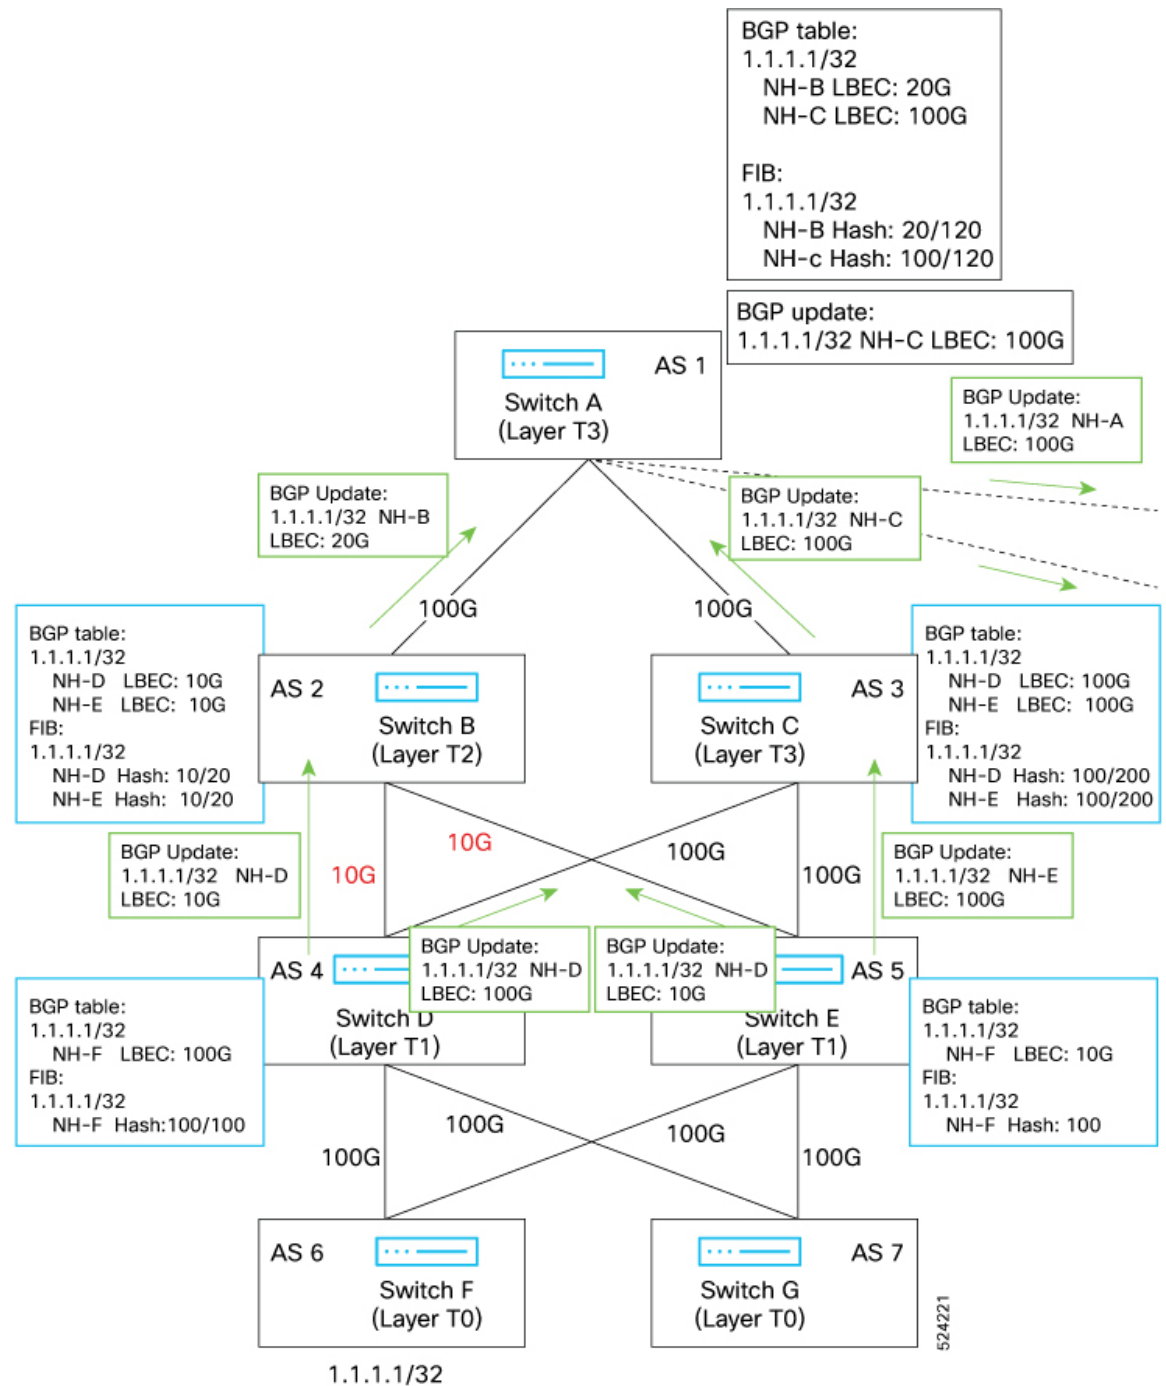 BGP table:
1.1.1.1/32
NH-B LBEC: 20G
NH-C LBEC: 100G
FIB:
1.1.1.1/32
NH-B Hash: 20/120
NH-c Hash: 100/120
BGP update:
1.1.1.1/32 NH-C LBEC: 100G
AS 1
Switch A
(Layer T3)
BGP Update:
1.1.1.1/32 NH-A
LBEC: 100G
BGP Update:
1.1.1.1/32 NH-B
LBEC: 20G
BGP Update:
1.1.1.1/32 NH-C
LBEC: 100G
100G
100G
BGP table:
1.1.1.1/32
NH-D LBEC: 10G
NH-E LBEC: 10G
FIB:
1.1.1.1/32
NH-D Hash: 10/20
NH-E Hash: 10/20
AS 2
Switch B
(Layer T2)
AS 3
Switch C
(Layer T3)
BGP table:
1.1.1.1/32
NH-D LBEC: 100G
NH-E LBEC: 100G
FIB:
1.1.1.1/32
NH-D Hash: 100/200
NH-E Hash: 100/200
BGP Update:
1.1.1.1/32 NH-D
LBEC: 10G
10G
10G
100G
100G
BGP Update:
1.1.1.1/32 NH-E
LBEC: 100G
AS 4
Switch D
(Layer T1)
BGP Update:
1.1.1.1/32 NH-D
LBEC: 100G
BGP Update:
1.1.1.1/32 NH-D
LBEC: 10G
AS 5
Switch E
(Layer T1)
BGP table:
1.1.1.1/32
NH-F LBEC: 100G
FIB:
1.1.1.1/32
NH-F Hash:100/100
BGP table:
1.1.1.1/32
NH-F LBEC: 10G
FIB:
1.1.1.1/32
NH-F Hash: 100
100G
100G
100G
100G
AS 6
Switch F
(Layer T0)
AS 7
Switch G
(Layer T0)
524221
1.1.1.1/32